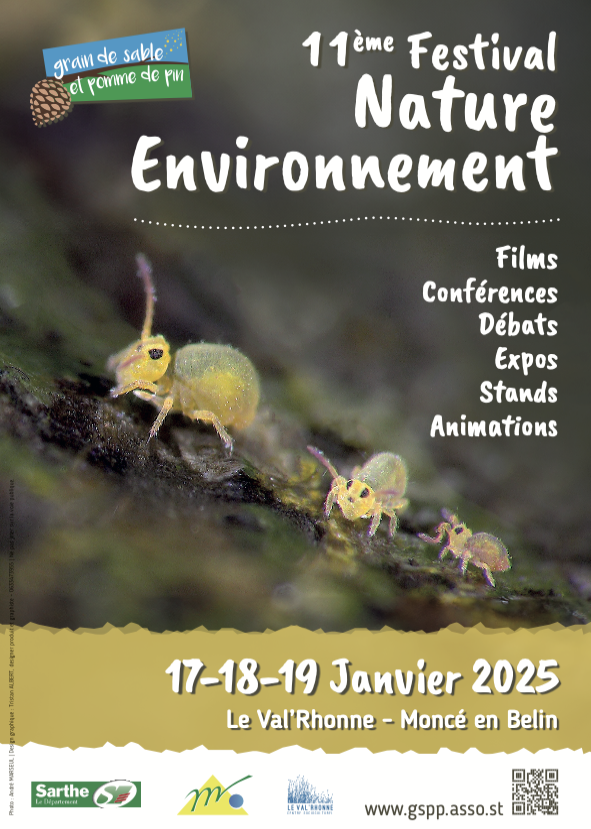 grain de sable
et pomme de pin
11ème Festival
Nature
Environnement
Films
Conférences
Débats
Expos
Stands
Animations
17-18-19 Janvier 2025
Le Val'Rhonne - Moncé en Belin
Sarthe
Le Département
LE VAL'RHONNE
CENTRE SOCIOCULTUREL
www.gspp.asso.st